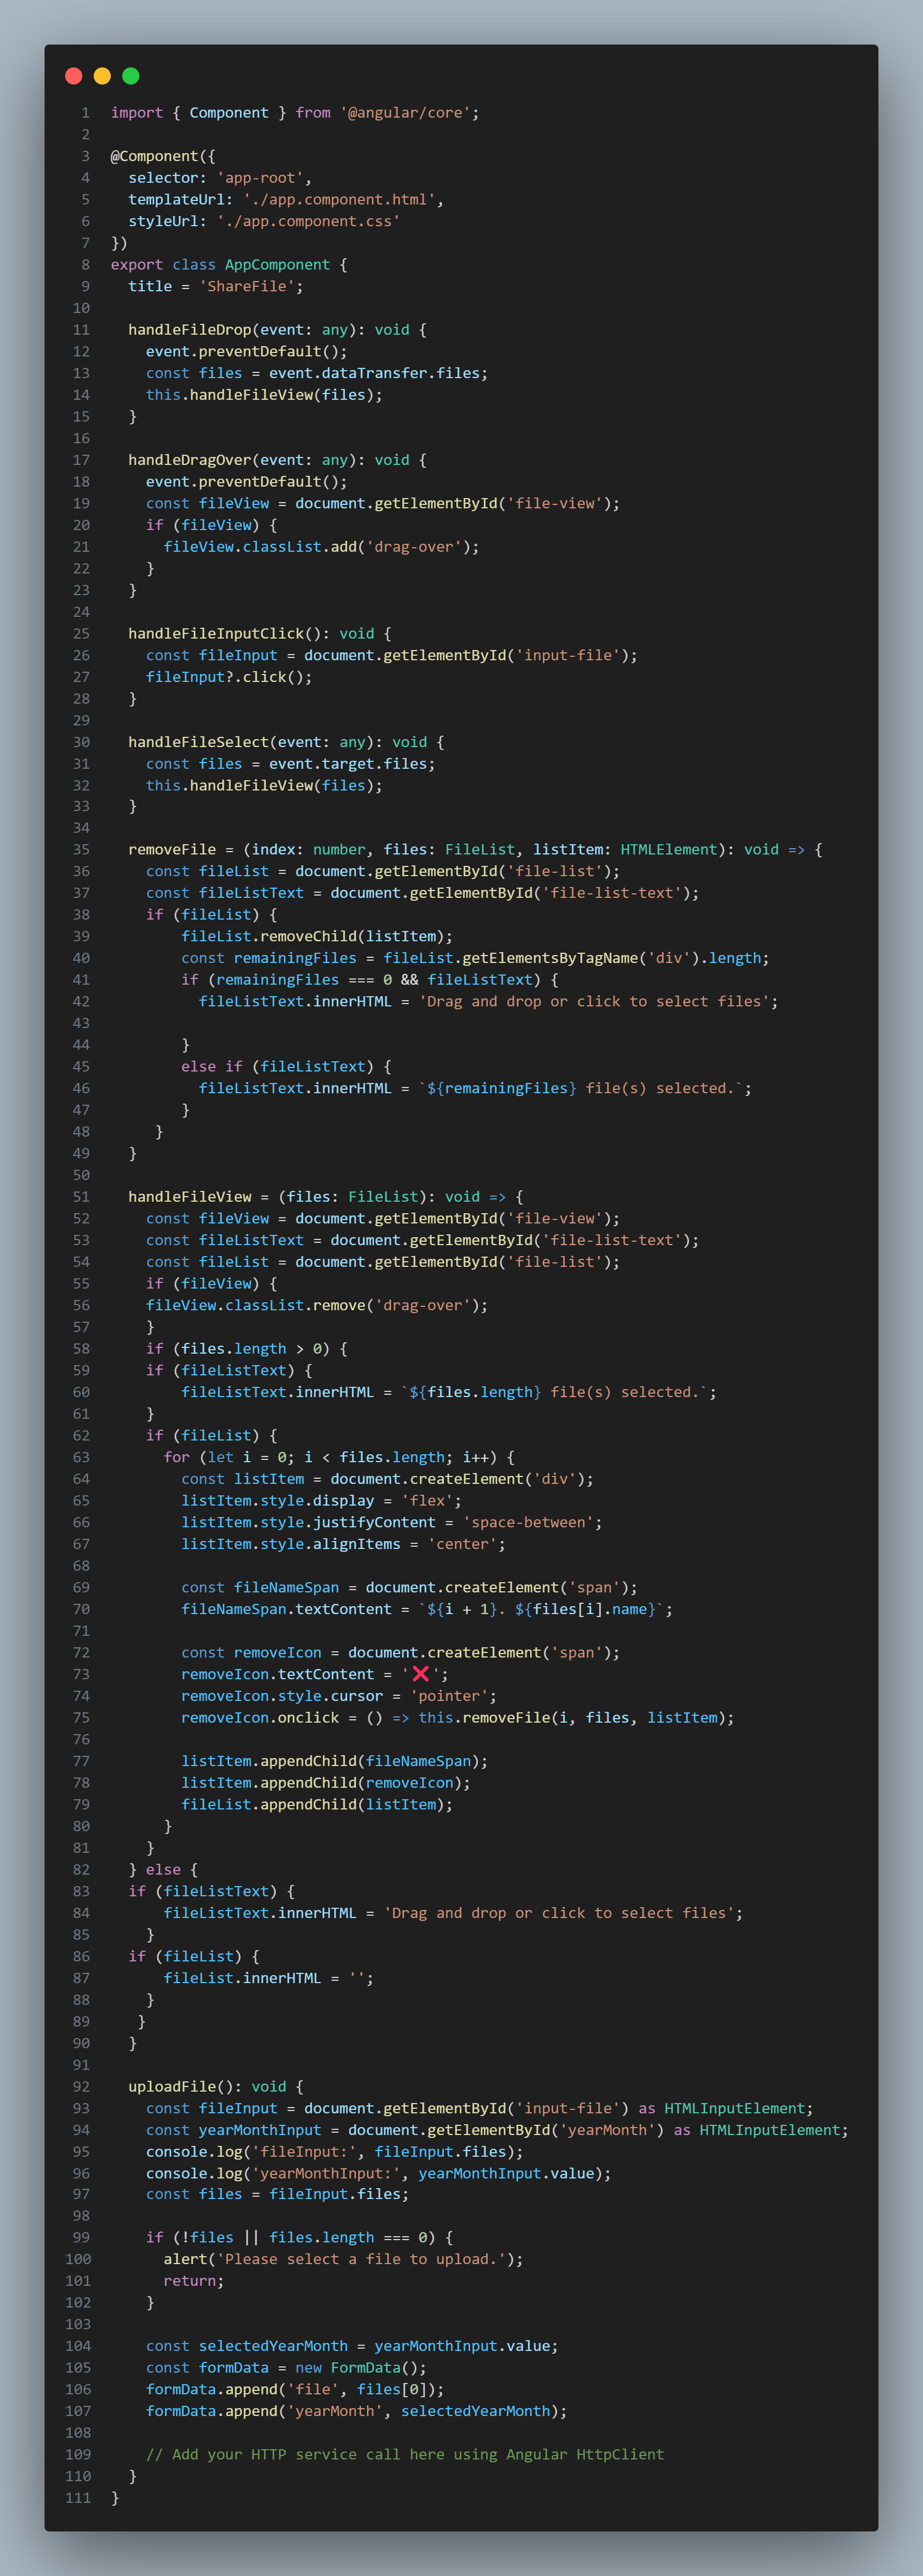 1 import { Component } from '@angular/core';
2
3 @Component({
4   selector: 'app-root',
5   templateUrl: './app.component.html',
6   styleUrl: './app.component.css'
7 })
8 export class AppComponent {
9   title = 'ShareFile';
10
11   handleFileDrop(event: any): void {
12     event.preventDefault();
13     const files = event.dataTransfer.files;
14     this.handleFileView(files);
15   }
16
17   handleDragOver(event: any): void {
18     event.preventDefault();
19     const fileView = document.getElementById('file-view');
20     if (fileView) {
21       fileView.classList.add('drag-over');
22     }
23   }
24
25   handleFileInputClick(): void {
26     const fileInput = document.getElementById('input-file');
27     fileInput?.click();
28   }
29
30   handleFileSelect(event: any): void {
31     const files = event.target.files;
32     this.handleFileView(files);
33   }
34
35   removeFile = (index: number, files: FileList, listItem: HTMLElement): void => {
36     const fileList = document.getElementById('file-list');
37     const fileListText = document.getElementById('file-list-text');
38     if (fileList) {
39         fileList.removeChild(listItem);
40         const remainingFiles = fileList.getElementsByTagName('div').length;
41         if (remainingFiles === 0 && fileListText) {
42           fileListText.innerHTML = 'Drag and drop or click to select files';
43
44         }
45         else if (fileListText) {
46           fileListText.innerHTML = `${remainingFiles} file(s) selected.`;
47         }
48      }
49   }
50
51   handleFileView = (files: FileList): void => {
52     const fileView = document.getElementById('file-view');
53     const fileListText = document.getElementById('file-list-text');
54     const fileList = document.getElementById('file-list');
55     if (fileView) {
56     fileView.classList.remove('drag-over');
57     }
58     if (files.length > 0) {
59     if (fileListText) {
60         fileListText.innerHTML = `${files.length} file(s) selected.`;
61     }
62     if (fileList) {
63       for (let i = 0; i < files.length; i++) {
64         const listItem = document.createElement('div');
65         listItem.style.display = 'flex';
66         listItem.style.justifyContent = 'space-between';
67         listItem.style.alignItems = 'center';
68
69         const fileNameSpan = document.createElement('span');
70         fileNameSpan.textContent = `${i + 1}. ${files[i].name}`;
71
72         const removeIcon = document.createElement('span');
73         removeIcon.textContent = '❌';
74         removeIcon.style.cursor = 'pointer';
75         removeIcon.onclick = () => this.removeFile(i, files, listItem);
76
77         listItem.appendChild(fileNameSpan);
78         listItem.appendChild(removeIcon);
79         fileList.appendChild(listItem);
80       }
81     }
82   } else {
83   if (fileListText) {
84       fileListText.innerHTML = 'Drag and drop or click to select files';
85     }
86   if (fileList) {
87       fileList.innerHTML = '';
88     }
89    }
90   }
91
92   uploadFile(): void {
93     const fileInput = document.getElementById('input-file') as HTMLInputElement;
94     const yearMonthInput = document.getElementById('yearMonth') as HTMLInputElement;
95     console.log('fileInput:', fileInput.files);
96     console.log('yearMonthInput:', yearMonthInput.value);
97     const files = fileInput.files;
98
99     if (!files || files.length === 0) {
100       alert('Please select a file to upload.');
101       return;
102     }
103
104     const selectedYearMonth = yearMonthInput.value;
105     const formData = new FormData();
106     formData.append('file', files[0]);
107     formData.append('yearMonth', selectedYearMonth);
108
109     // Add your HTTP service call here using Angular HttpClient
110   }
111 }